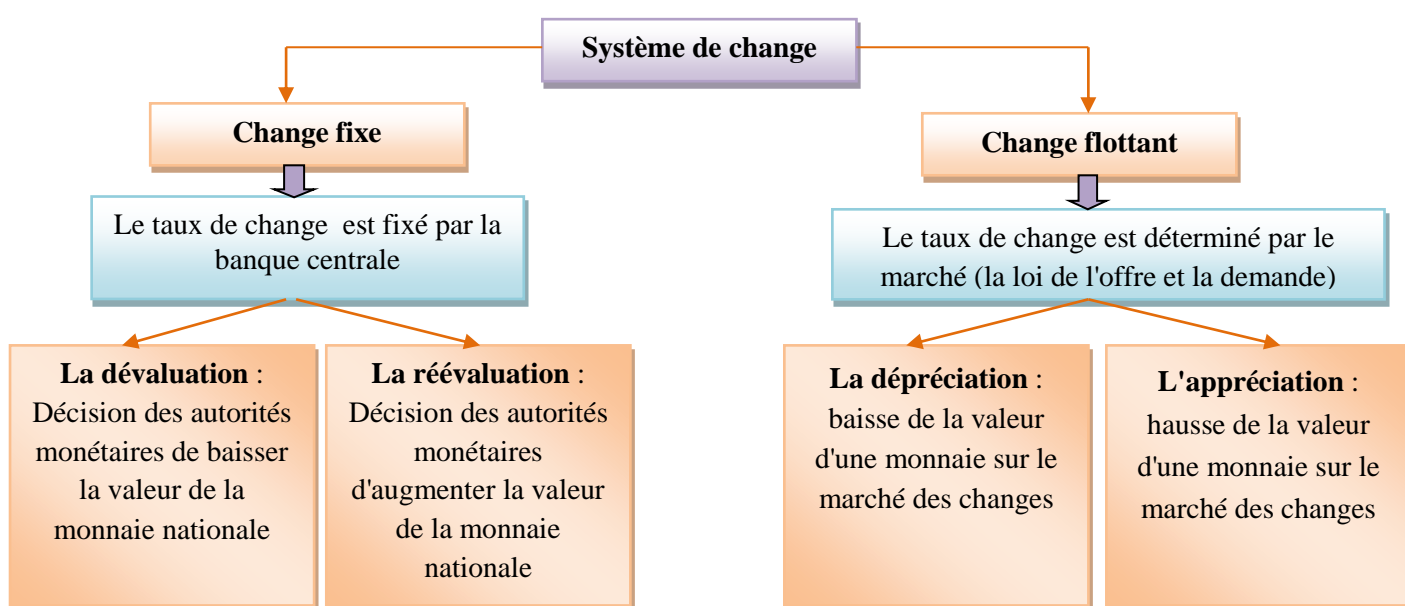 Système de change
Change fixe
Change flottant
Le taux de change est fixé par la
banque centrale
Le taux de change est déterminé par le
marché (la loi de l'offre et la demande)
La dévaluation :
Décision des autorités
monétaires de baisser
la valeur de la
monnaie nationale
La réévaluation :
Décision des autorités
monétaires
d'augmenter la valeur
de la monnaie
nationale
La dépréciation :
baisse de la valeur
d'une monnaie sur le
marché des changes
L'appréciation :
hausse de la valeur
d'une monnaie sur le
marché des changes